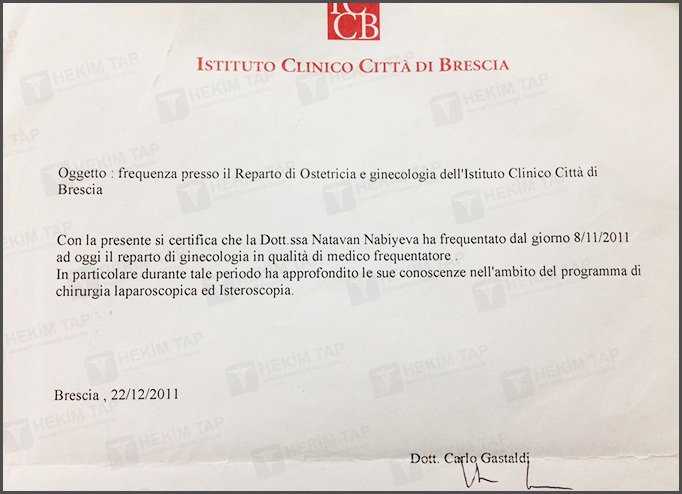 ICCB
ISTITUTO CLINICO CITTÀ DI BRESCIA
Oggetto : frequenza presso il Reparto di Ostetricia e ginecologia dell'Istituto Clinico Città di
Brescia
Con la presente si certifica che la Dott.ssa Natavan Nabiyeva ha frequentato dal giorno 8/11/2011
ad oggi il reparto di ginecologia in qualità di medico frequentatore .
In particolare durante tale periodo ha approfondito le sue conoscenze nell'ambito del programma di
chirurgia laparoscopica ed Isteroscopia.
Brescia , 22/12/2011
Dott. Carlo Gastaldi
HEKİM TAP